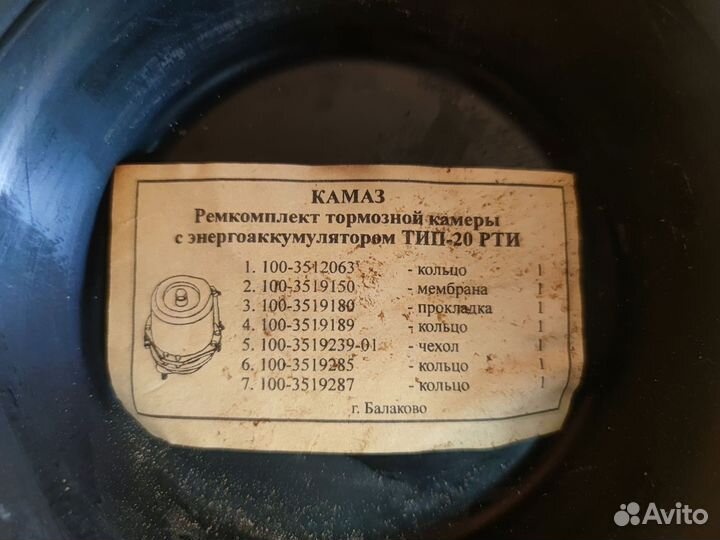 КАМАЗ
Ремкомплект тормозной камеры
с энергоаккумулятором ТИП-20 РТИ
1. 100-3512063 - кольцо 1
2. 100-3519150 - мембрана 1
3. 100-3519180 - прокладка 1
4. 100-3519189 - кольцо 1
5. 100-3519239-01 - чехол 1
6. 100-3519285 - кольцо 1
7. 100-3519287 - кольцо 1
г. Балаково
Avito